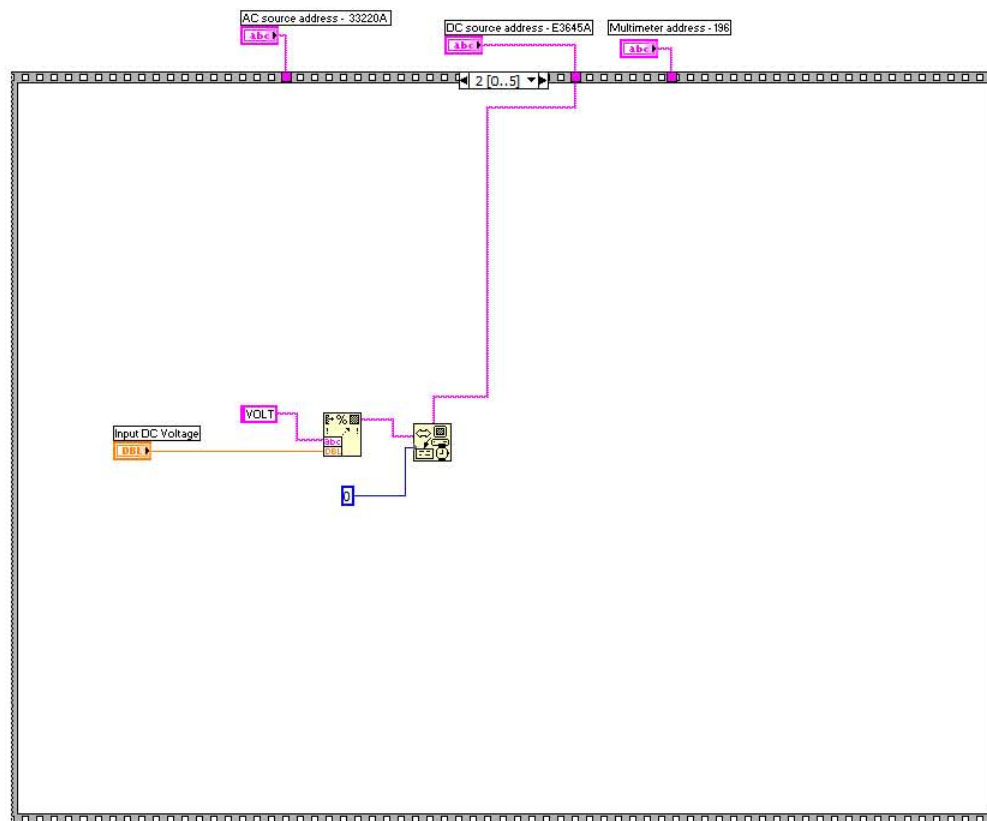 AC source address - 33220A
abc
DC source address - E3645A
abc
Multimeter address - 196
abc
2 [0..5]
VOLT
%
abc
DBL
Input DC Voltage
DBL
0